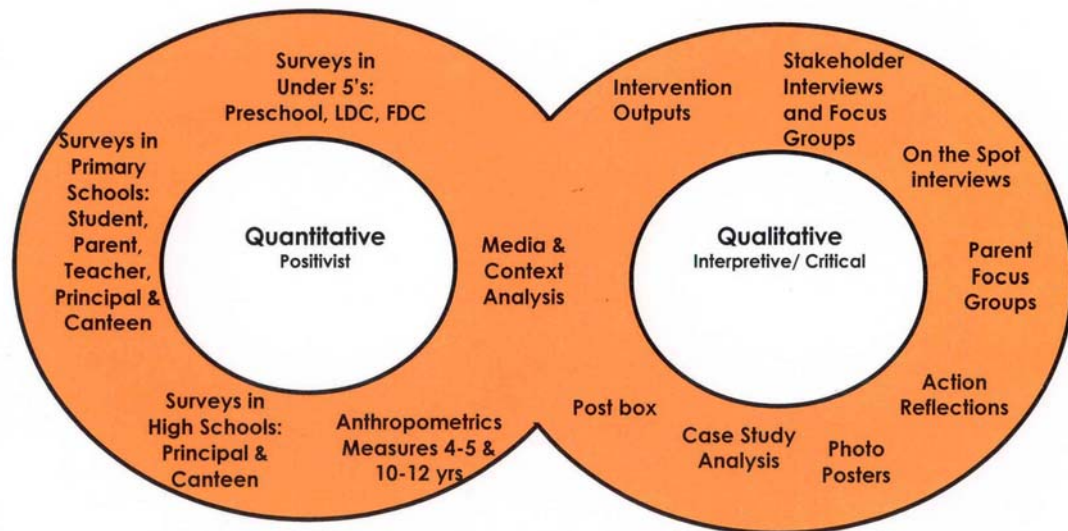 Surveys in
Under 5's:
Preschool, LDC, FDC
Surveys in
Primary
Schools:
Student,
Parent,
Teacher,
Principal &
Canteen
Quantitative
Positivist
Surveys in
High Schools:
Principal &
Canteen
Anthropometrics
Measures 4-5 &
10-12 yrs
Media &
Context
Analysis
Intervention
Outputs
Stakeholder
Interviews
and Focus
Groups
On the Spot
interviews
Qualitative
Interpretive/ Critical
Parent
Focus
Groups
Action
Reflections
Photo
Posters
Case Study
Analysis
Post box